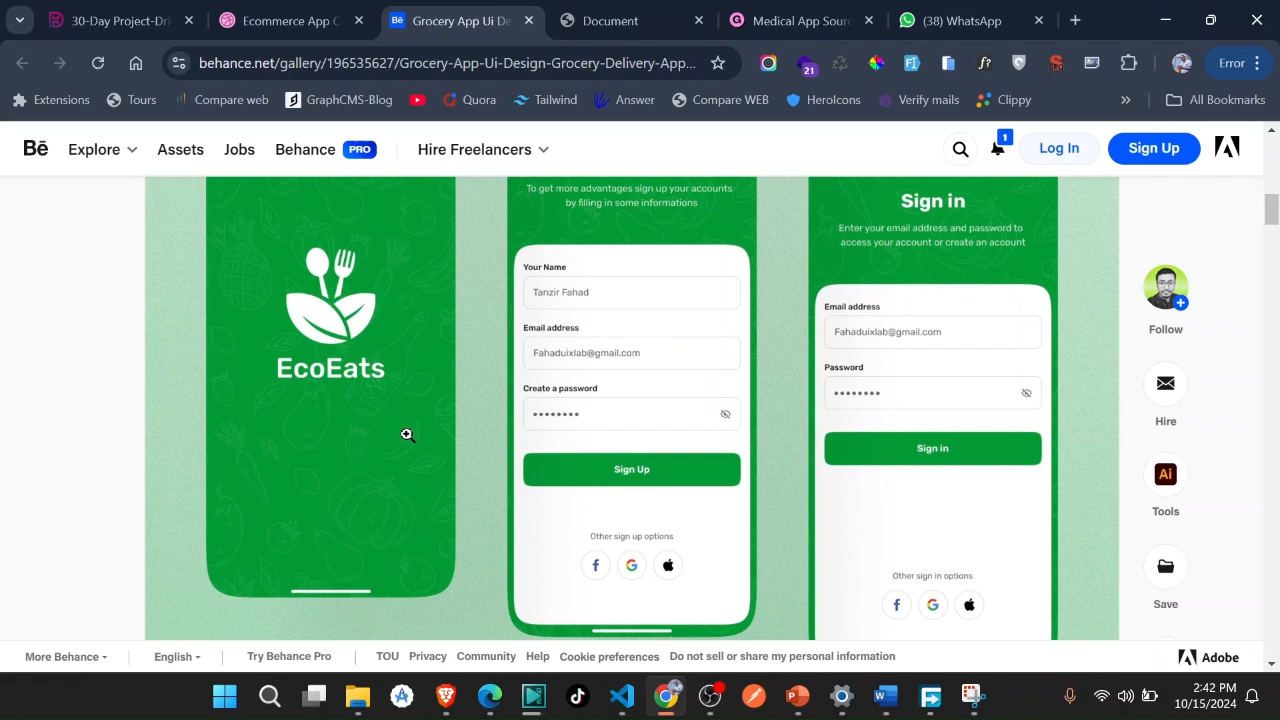 30-Day Project-Dri
Ecommerce App C
Grocery App Ui De
Document
Medical App Sour
(38) WhatsApp
behance.net/gallery/196355627/Grocery-App-Ui-Design-Grocery-Delivery-App...
21
Error
Extensions
Tours
Compare web
GraphCMS-Blog
Quora
Tailwind
Answer
Compare WEB
HeroIcons
Verify mails
Clippy
All Bookmarks
Bē
Explore
Assets
Jobs
Behance PRO
Hire Freelancers
1
Log In
Sign Up
EcoEats
To get more advantages sign up your accounts
by filling in some informations
Your Name
Tanzir Fahad
Email address
Fahaduixlab@gmail.com
Create a password
Sign Up
Other sign up options
Sign in
Enter your email address and password to
access your account or create an account
Email address
Fahaduixlab@gmail.com
Password
Sign in
Other sign in options
Follow
Hire
Ai
Tools
Save
More Behance
English
Try Behance Pro
TOU
Privacy
Community
Help
Cookie preferences
Do not sell or share my personal information
Adobe
2:42 PM
10/15/2024